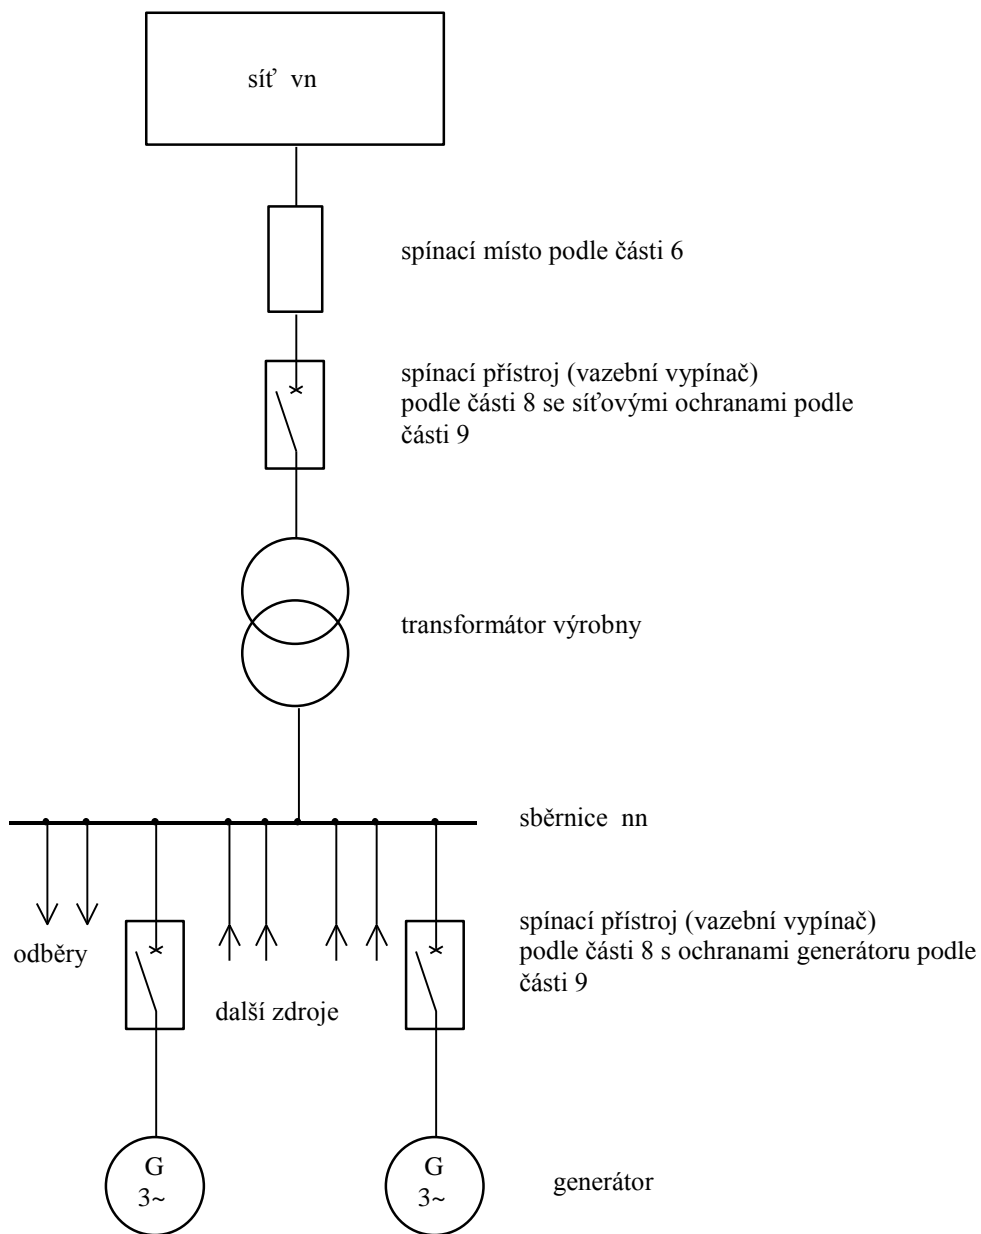 síť vn
spínací místo podle části 6
spínací přístroj (vazební vypínač)
podle části 8 se síťovými ochranami podle
části 9
transformátor výrobny
sběrnice nn
spínací přístroj (vazební vypínač)
podle části 8 s ochranami generátoru podle
části 9
odběry
další zdroje
G
3~
G
3~
generátor